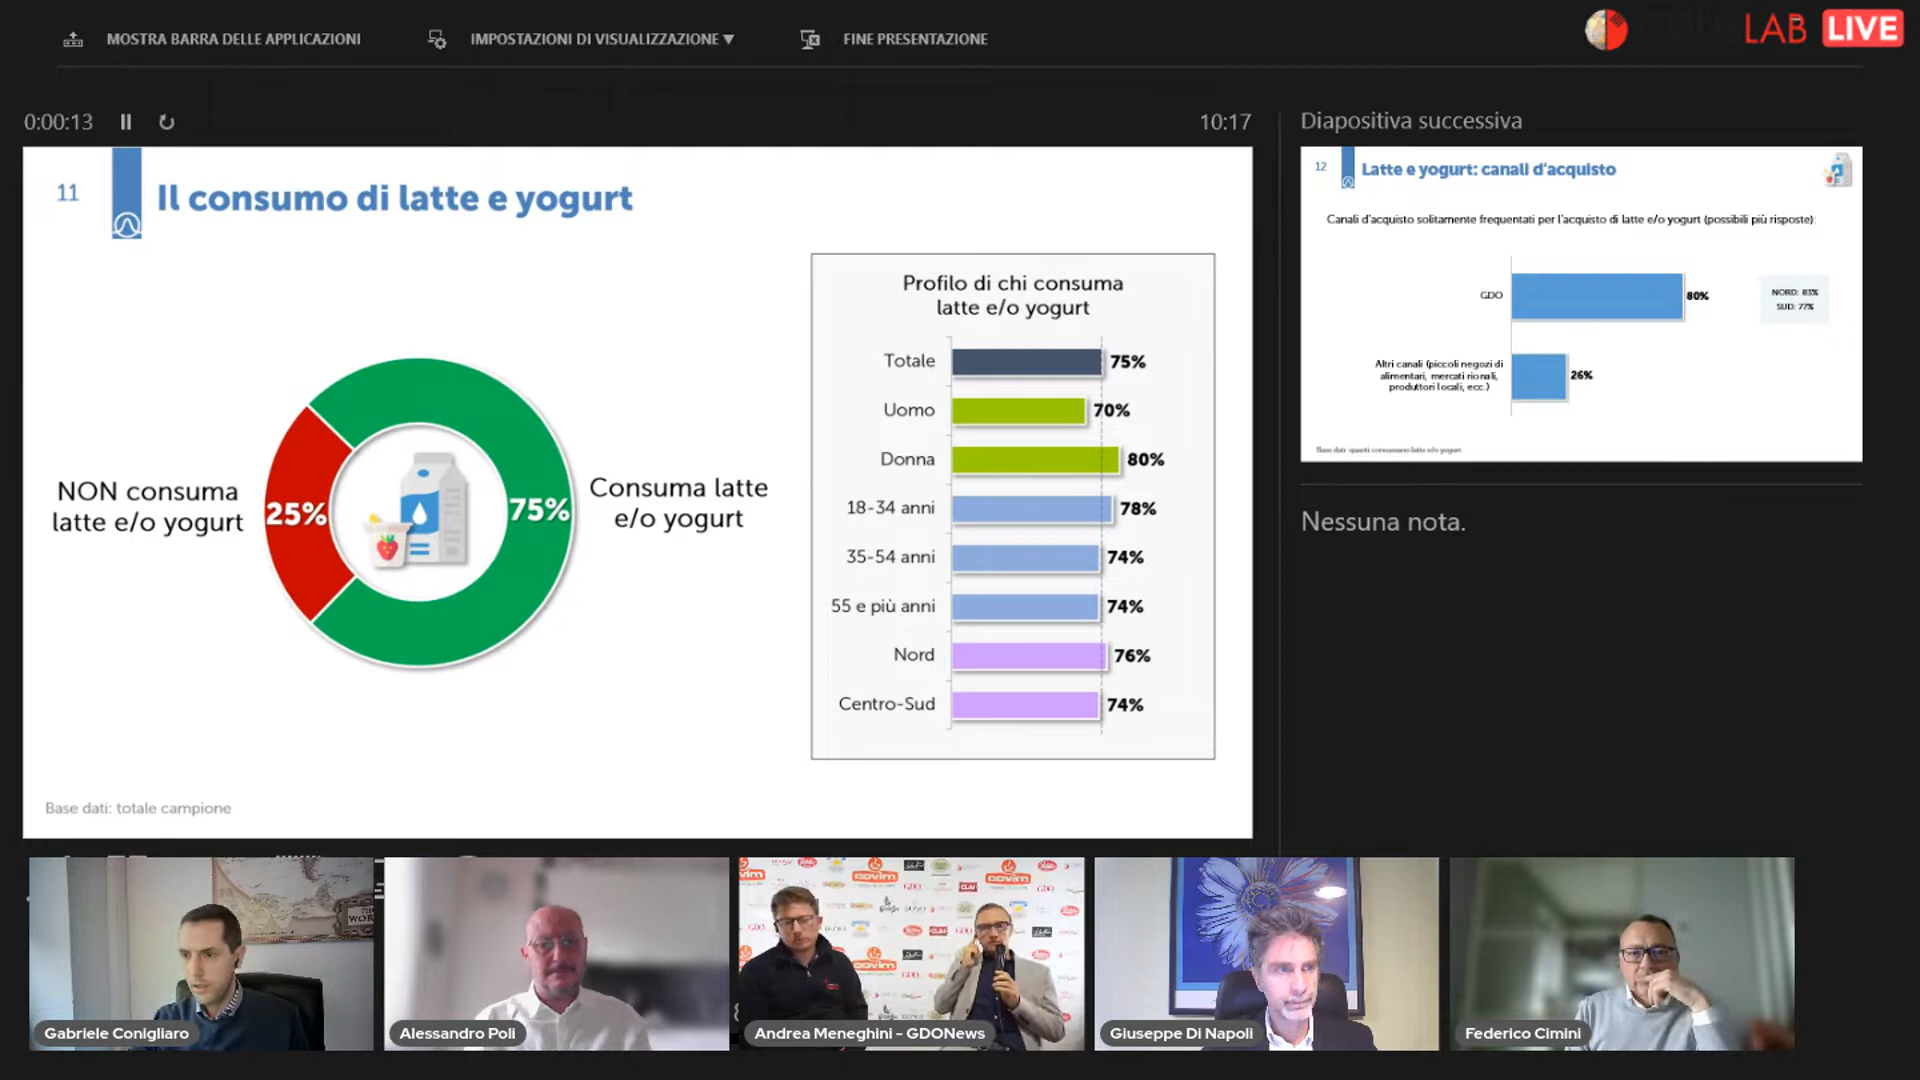 MOSTRA BARRA DELLE APPLICAZIONI
IMPOSTAZIONI DI VISUALIZZAZIONE ▼
FINE PRESENTAZIONE
LAB LIVE
0:00:13
10:17
Diapositiva successiva
11
Il consumo di latte e yogurt
NON consuma
latte e/o yogurt
25%
75%
Consuma latte
e/o yogurt
Profilo di chi consuma
latte e/o yogurt
Totale 75%
Uomo 70%
Donna 80%
18-34 anni 78%
35-54 anni 74%
55 e più anni 74%
Nord 76%
Centro-Sud 74%
Base dati: totale campione
12
Latte e yogurt: canali d'acquisto
Canali d'acquisto solitamente frequentati per l'acquisto di latte e/o yogurt (possibili più risposte):
GDO 80%
NORD: 83%
SUD: 77%
Altri canali (piccoli negozi di
alimentari, mercati rionali,
produttori locali, ecc.)
26%
Base dati: quanti consumano latte e/o yogurt
Nessuna nota.
Gabriele Conigliaro
Alessandro Poli
Andrea Meneghini - GDONews
Giuseppe Di Napoli
Federico Cimini